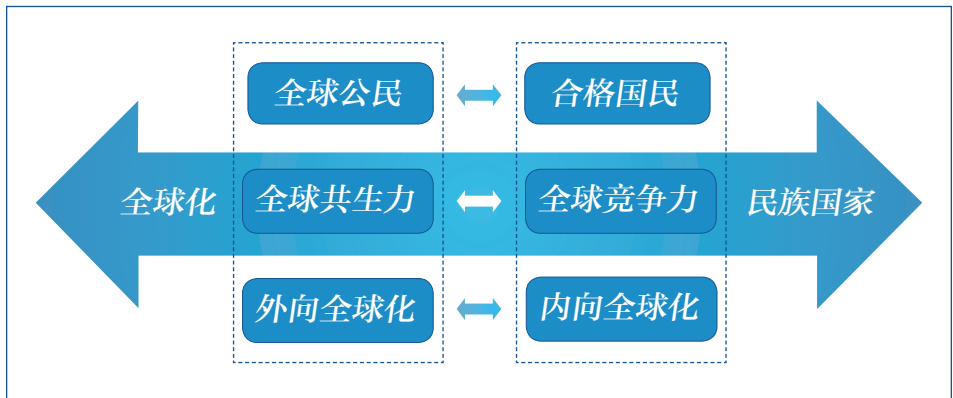 全球公民
合格国民
全球化
全球共生力
全球竞争力
民族国家
外向全球化
内向全球化